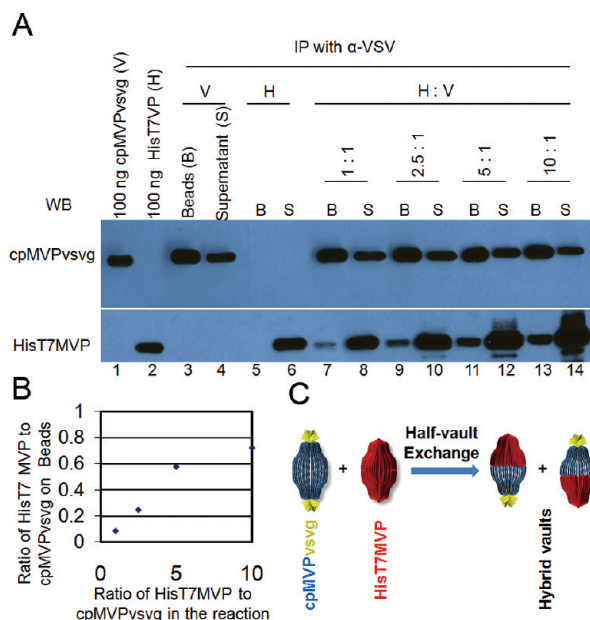 A
IP with α-VSV
100 ng cpMVPvsvg (V)
100 ng HisT7VP (H)
V
H
H : V
Beads (B)
Supernatant (S)
1 : 1
2.5 : 1
5 : 1
10 : 1
WB
B S B S B S B S B S
cpMVPvsvg
HisT7MVP
1 2 3 4 5 6 7 8 9 10 11 12 13 14
B
Ratio of HisT7 MVP to
cpMVPvsvg on Beads
1
0.8
0.6
0.4
0.2
0
0 5 10
Ratio of HisT7MVP to
cpMVPvsvg in the reaction
C
Half-vault
Exchange
+
+
cpMVPvsvg
HisT7MVP
Hybrid vaults